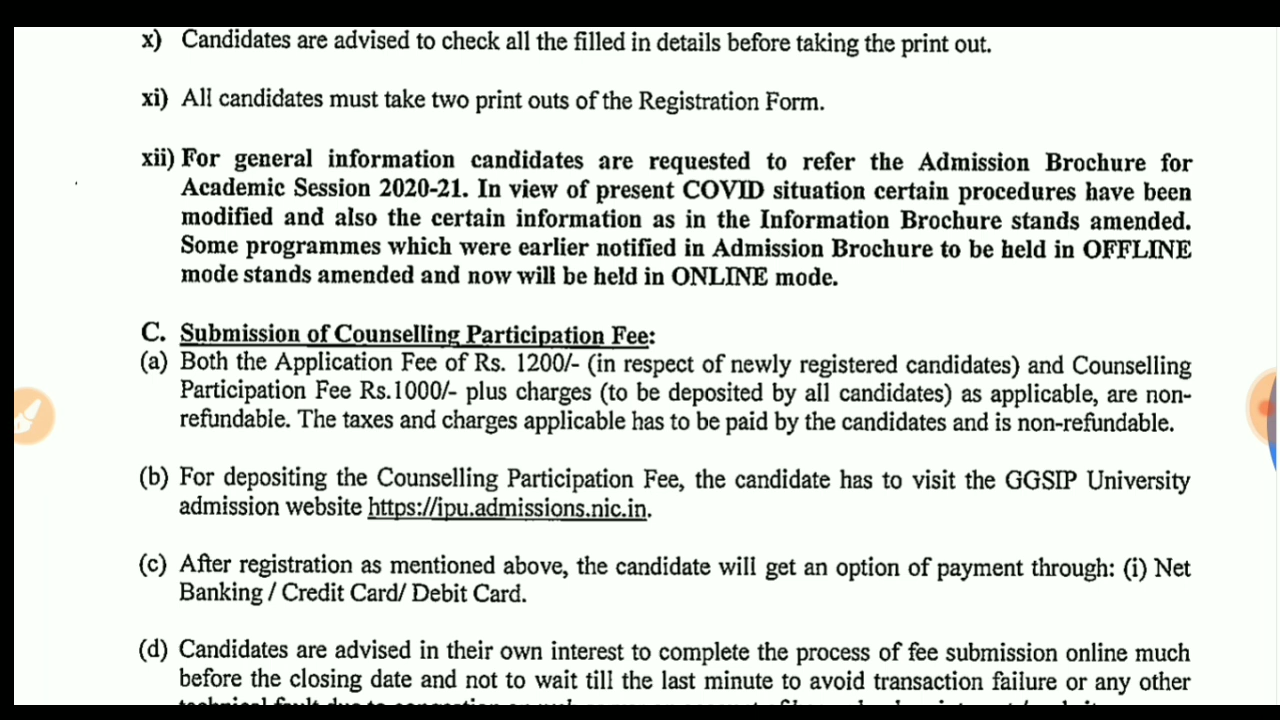 x) Candidates are advised to check all the filled in details before taking the print out.
xi) All candidates must take two print outs of the Registration Form.
xii) For general information candidates are requested to refer the Admission Brochure for
Academic Session 2020-21. In view of present COVID situation certain procedures have been
modified and also the certain information as in the Information Brochure stands amended.
Some programmes which were earlier notified in Admission Brochure to be held in OFFLINE
mode stands amended and now will be held in ONLINE mode.
C. Submission of Counselling Participation Fee:
(a) Both the Application Fee of Rs. 1200/- (in respect of newly registered candidates) and Counselling
Participation Fee Rs.1000/- plus charges (to be deposited by all candidates) as applicable, are non-
refundable. The taxes and charges applicable has to be paid by the candidates and is non-refundable.
(b) For depositing the Counselling Participation Fee, the candidate has to visit the GGSIP University
admission website https://ipu.admissions.nic.in.
(c) After registration as mentioned above, the candidate will get an option of payment through: (i) Net
Banking / Credit Card/ Debit Card.
(d) Candidates are advised in their own interest to complete the process of fee submission online much
before the closing date and not to wait till the last minute to avoid transaction failure or any other